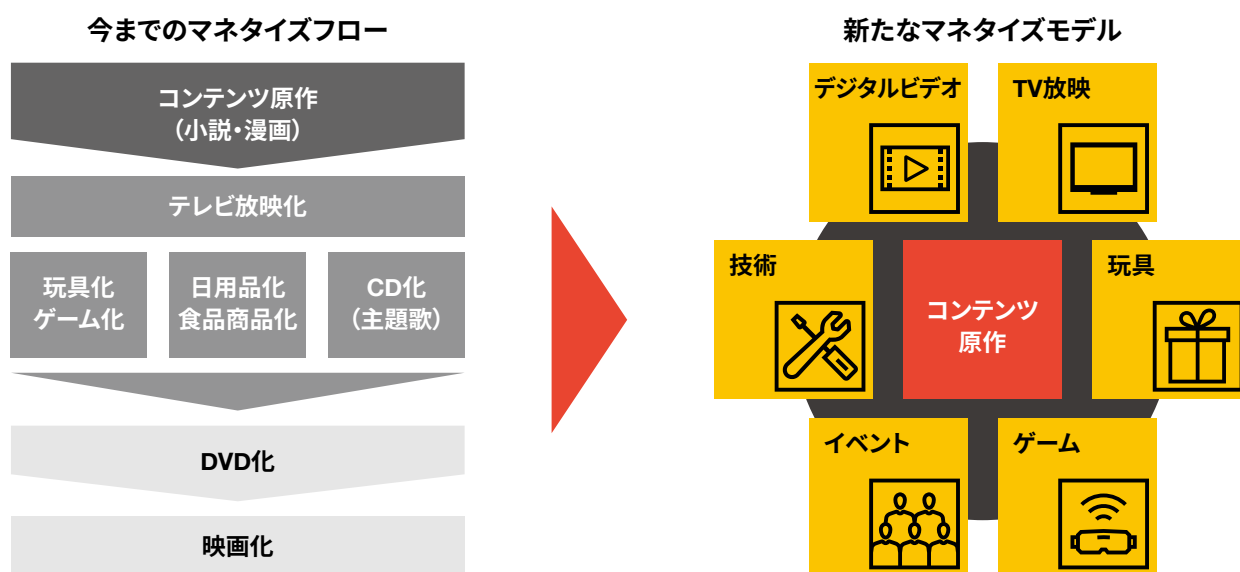 今までのマネタイズフロー
コンテンツ原作
（小説・漫画）
テレビ放映化
玩具化
ゲーム化
日用品化
食品商品化
CD化
（主題歌）
DVD化
映画化
新たなマネタイズモデル
デジタルビデオ
TV放映
技術
コンテンツ
原作
玩具
イベント
ゲーム